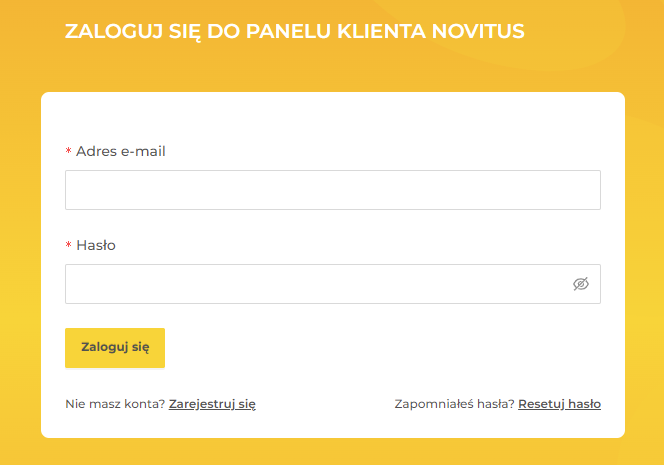 ZALOGUJ SIĘ DO PANELU KLIENTA NOVITUS
* Adres e-mail
* Hasło
Zaloguj się
Nie masz konta? Zarejestruj się
Zapomniałeś hasła? Resetuj hasło